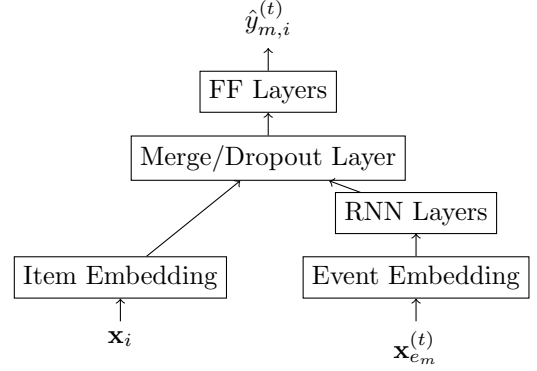 ŷ_{m,i}^{(t)}
FF Layers
Merge/Dropout Layer
RNN Layers
Item Embedding
Event Embedding
x_i
x_{e_m}^{(t)}